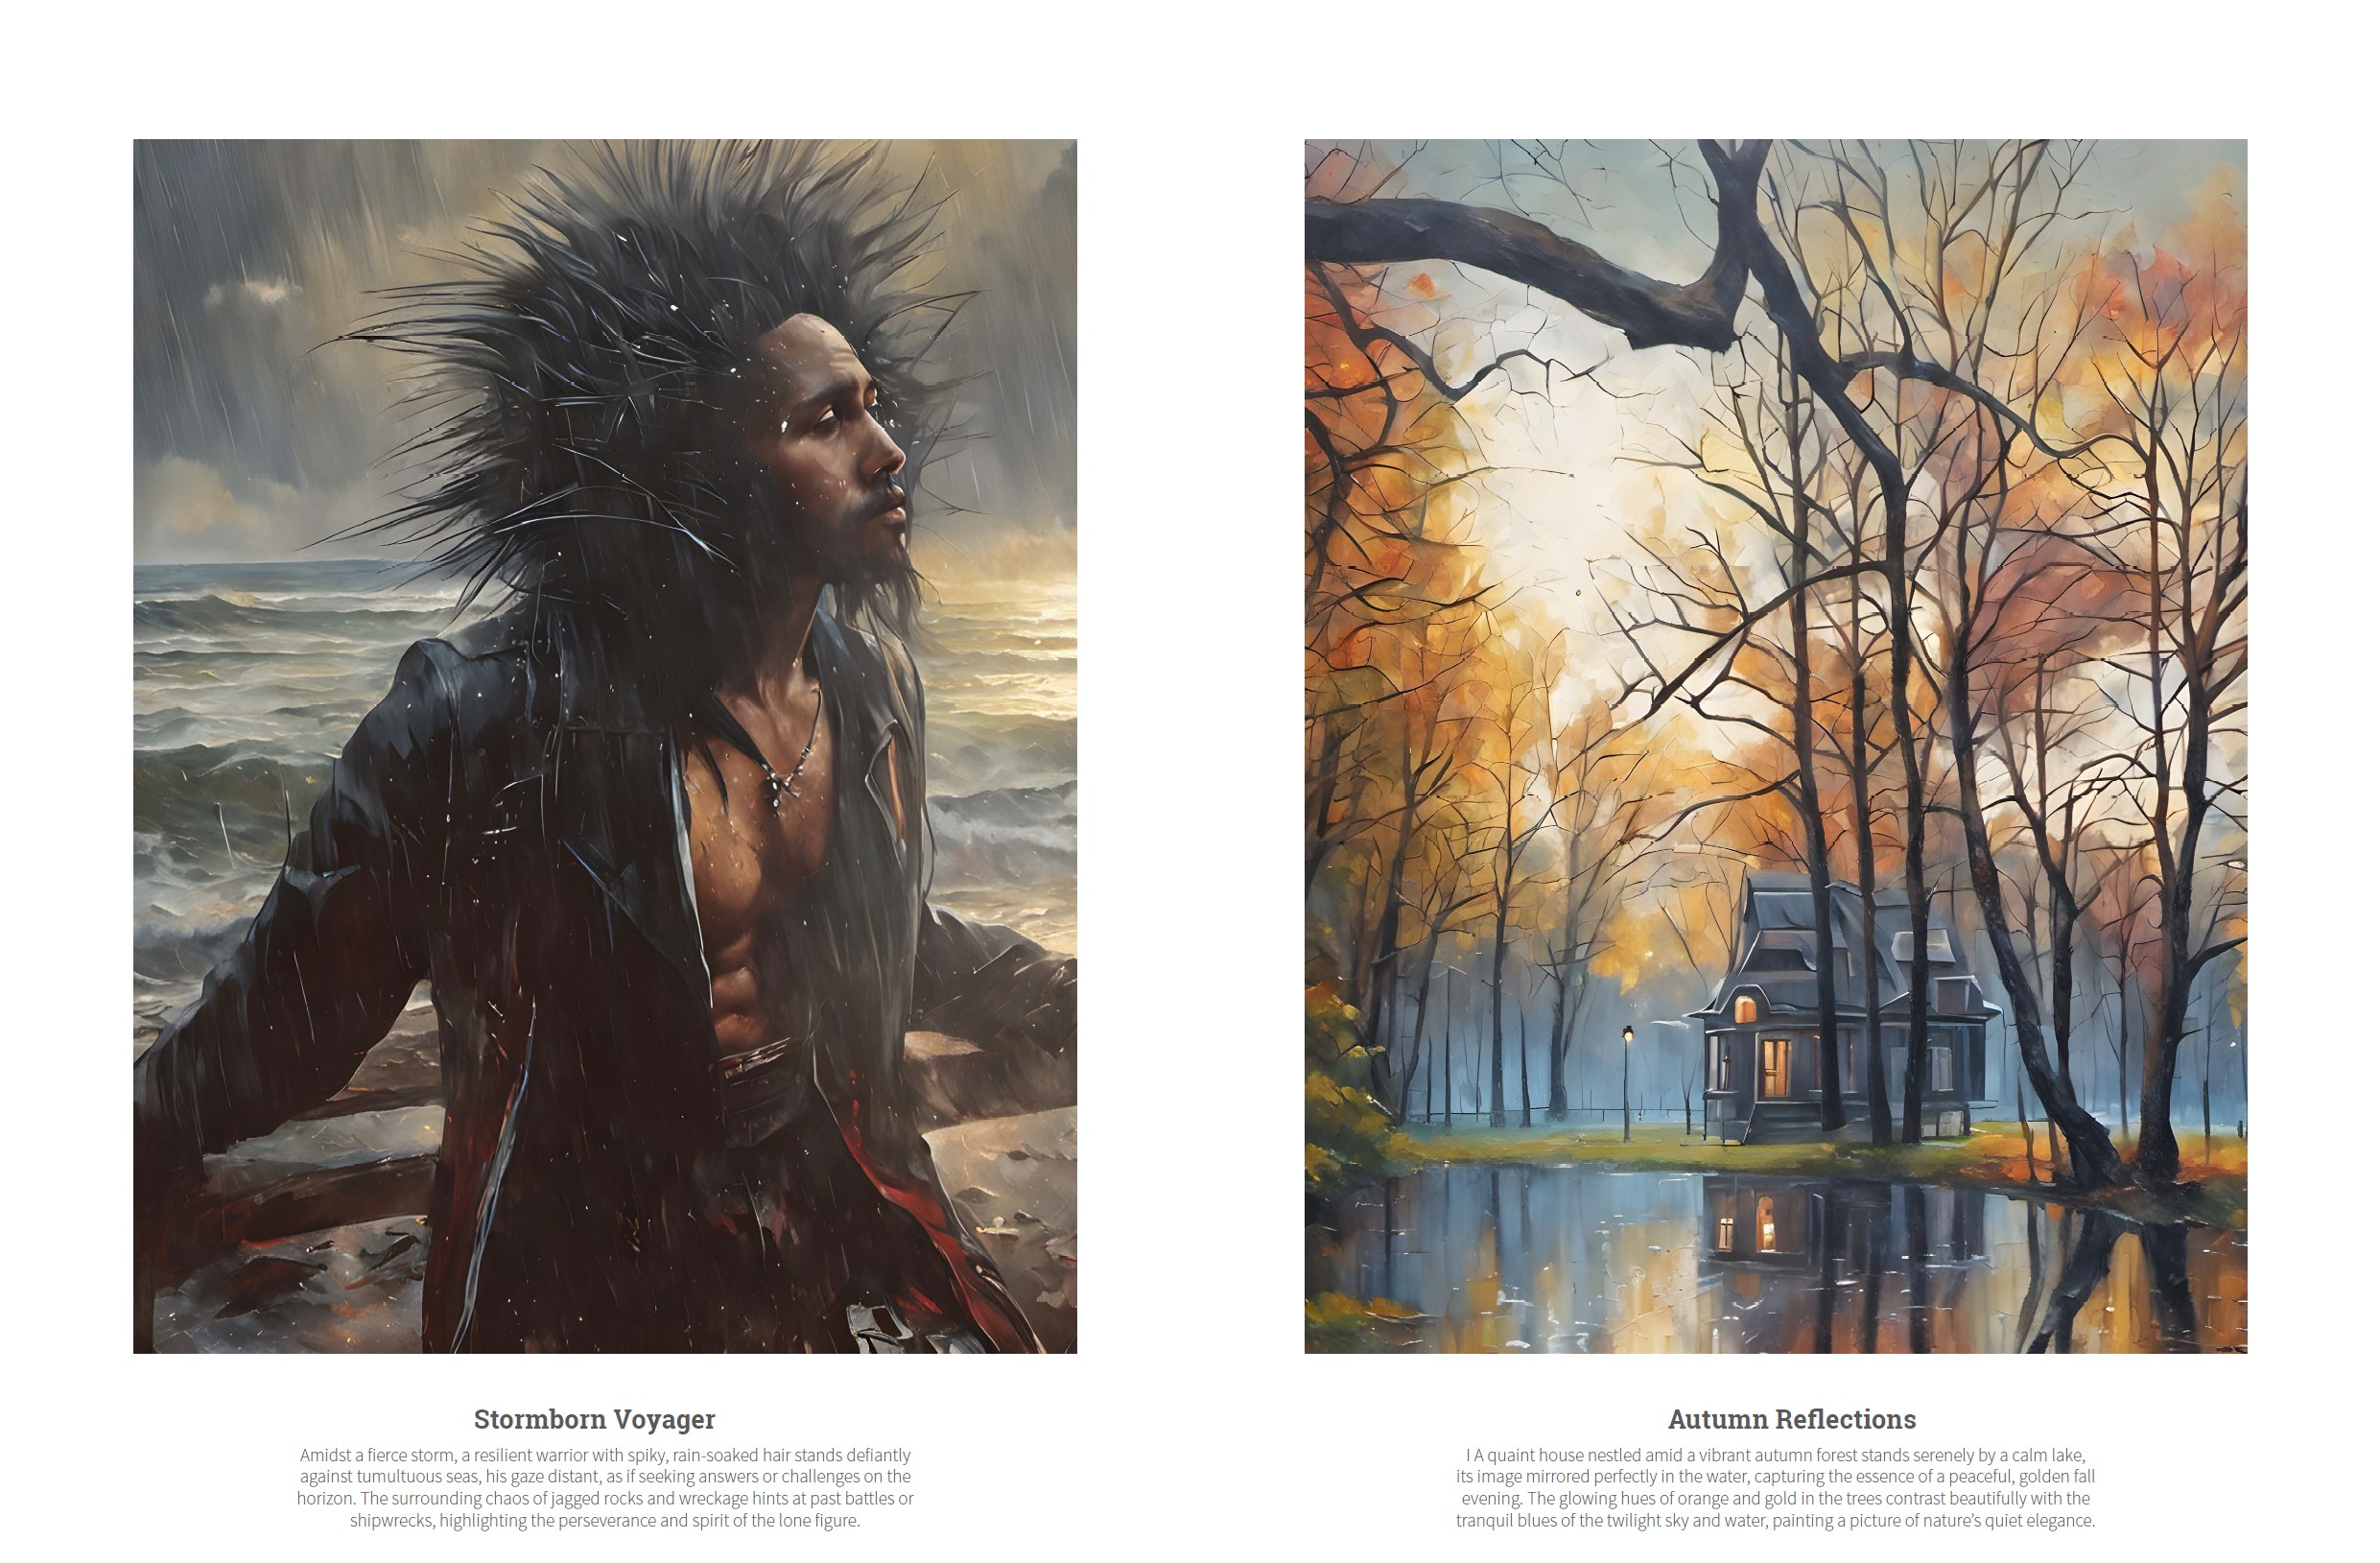 Stormborn Voyager
Amidst a fierce storm, a resilient warrior with spiky, rain-soaked hair stands defiantly
against tumultuous seas, his gaze distant, as if seeking answers or challenges on the
horizon. The surrounding chaos of jagged rocks and wreckage hints at past battles or
shipwrecks, highlighting the perseverance and spirit of the lone figure.
Autumn Reflections
I A quaint house nestled amid a vibrant autumn forest stands serenely by a calm lake,
its image mirrored perfectly in the water, capturing the essence of a peaceful, golden fall
evening. The glowing hues of orange and gold in the trees contrast beautifully with the
tranquil blues of the twilight sky and water, painting a picture of nature’s quiet elegance.